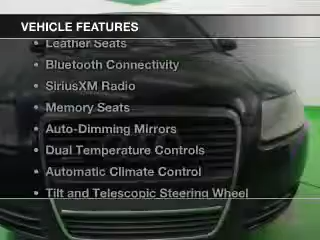 VEHICLE FEATURES
• Leather Seats
• Bluetooth Connectivity
• SiriusXM Radio
• Memory Seats
• Auto-Dimming Mirrors
• Dual Temperature Controls
• Automatic Climate Control
• Tilt and Telescopic Steering Wheel